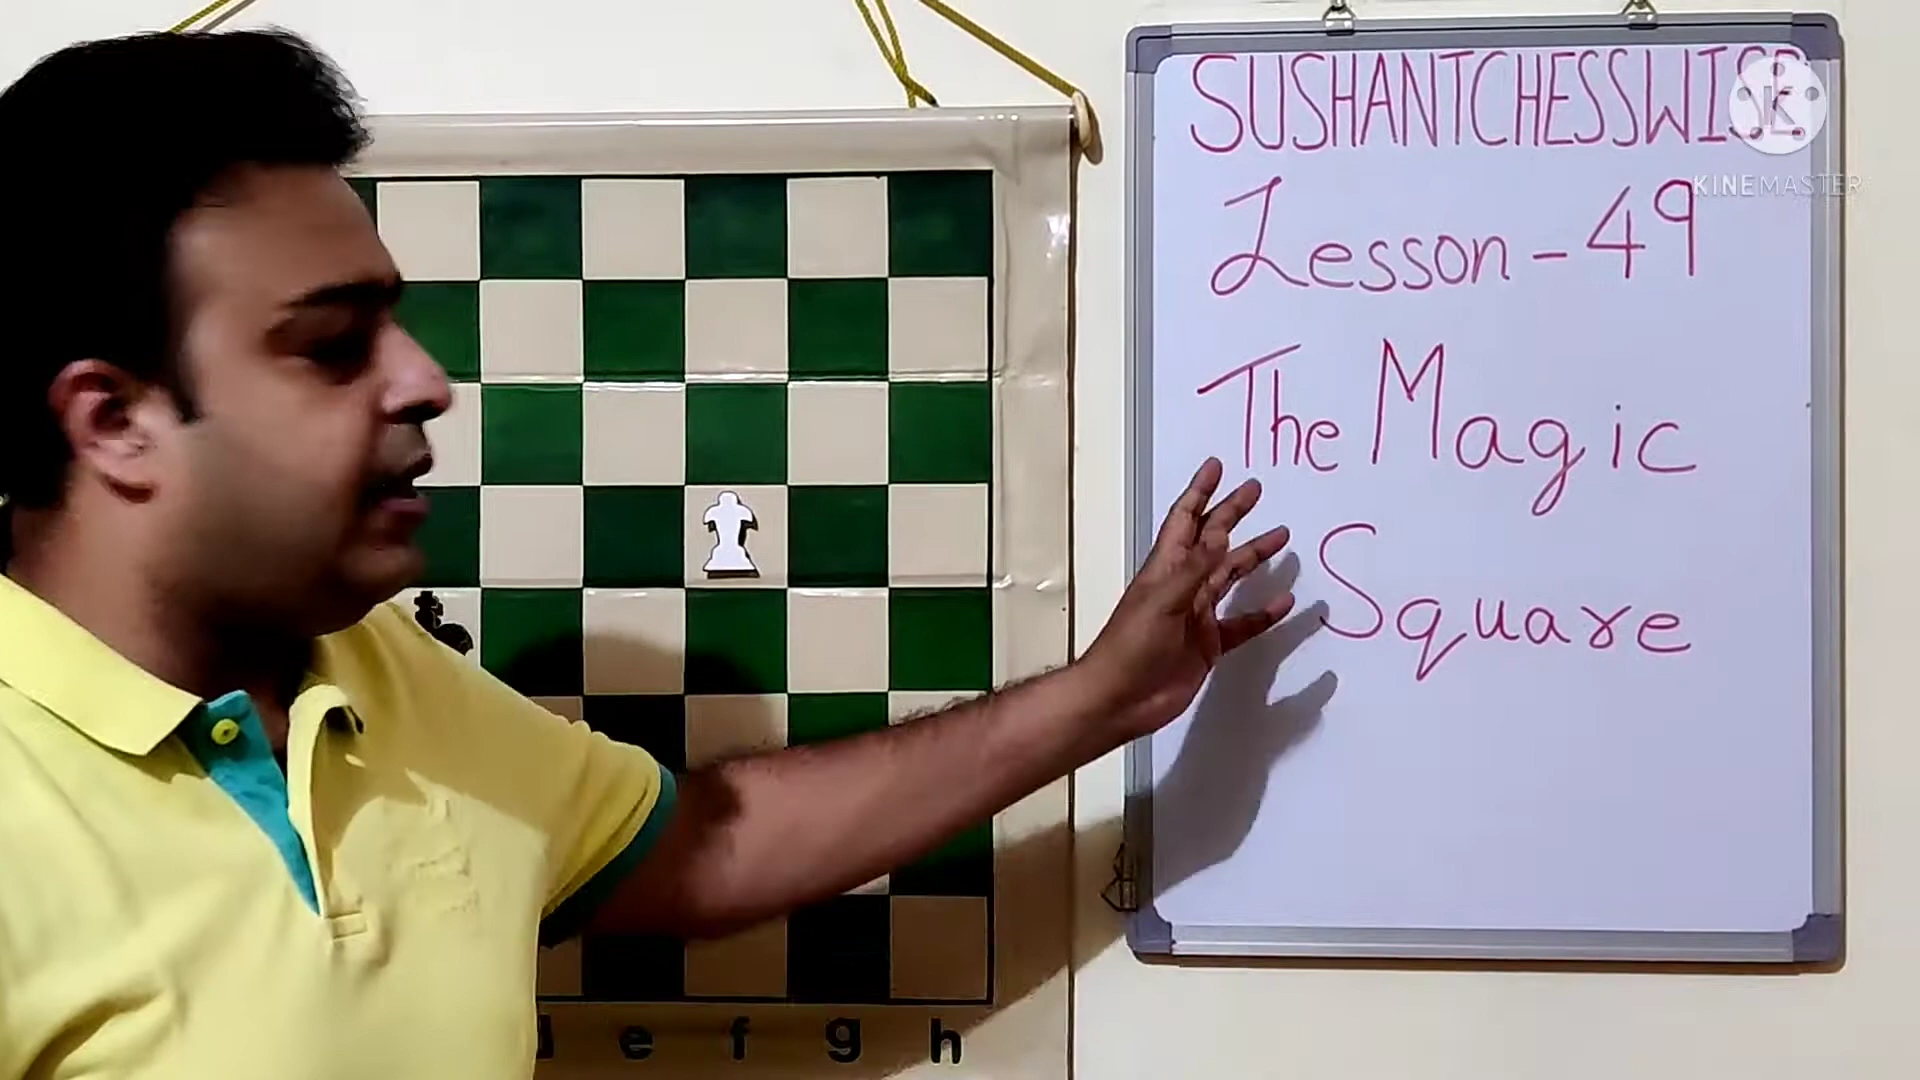 SUSHANTCHESSWISE
KINEMASTER
Lesson - 49
The Magic
Square
d e f g h